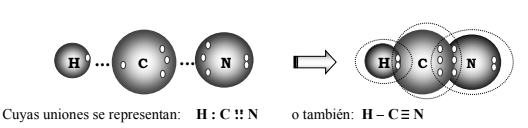 H ... C ... N H C N
Cuyas uniones se representan: H : C ⁝⁝ N o también: H – C ≡ N